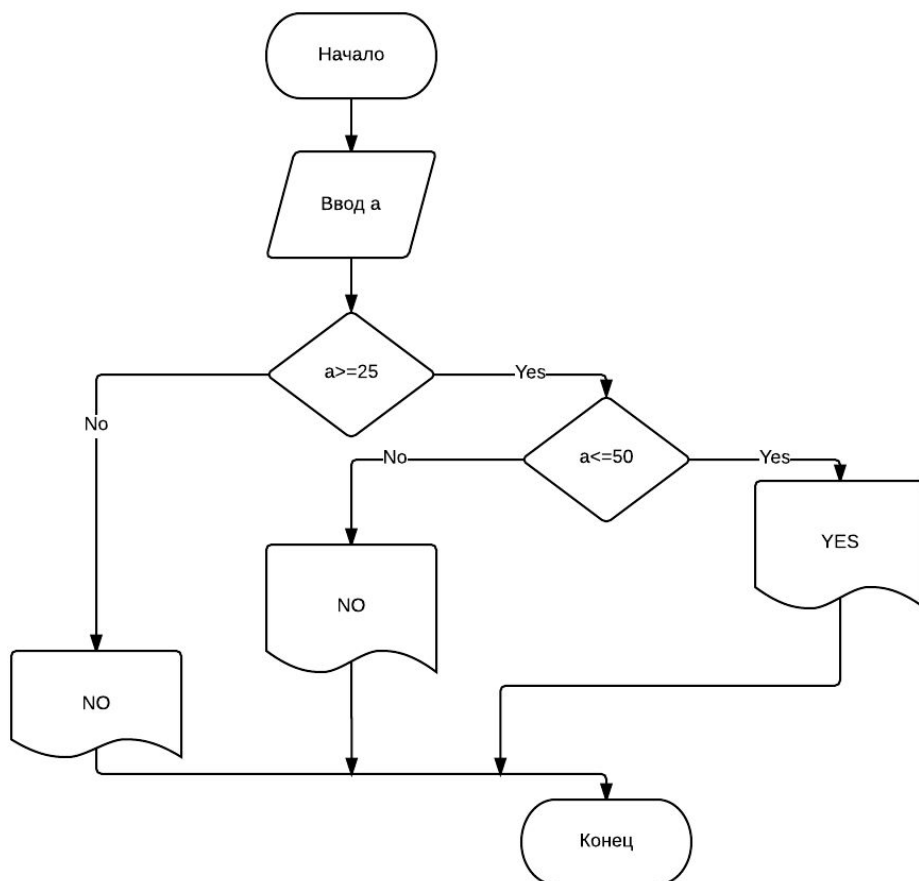 Начало
Ввод a
a>=25
Yes
No
a<=50
No
Yes
YES
NO
NO
Конец